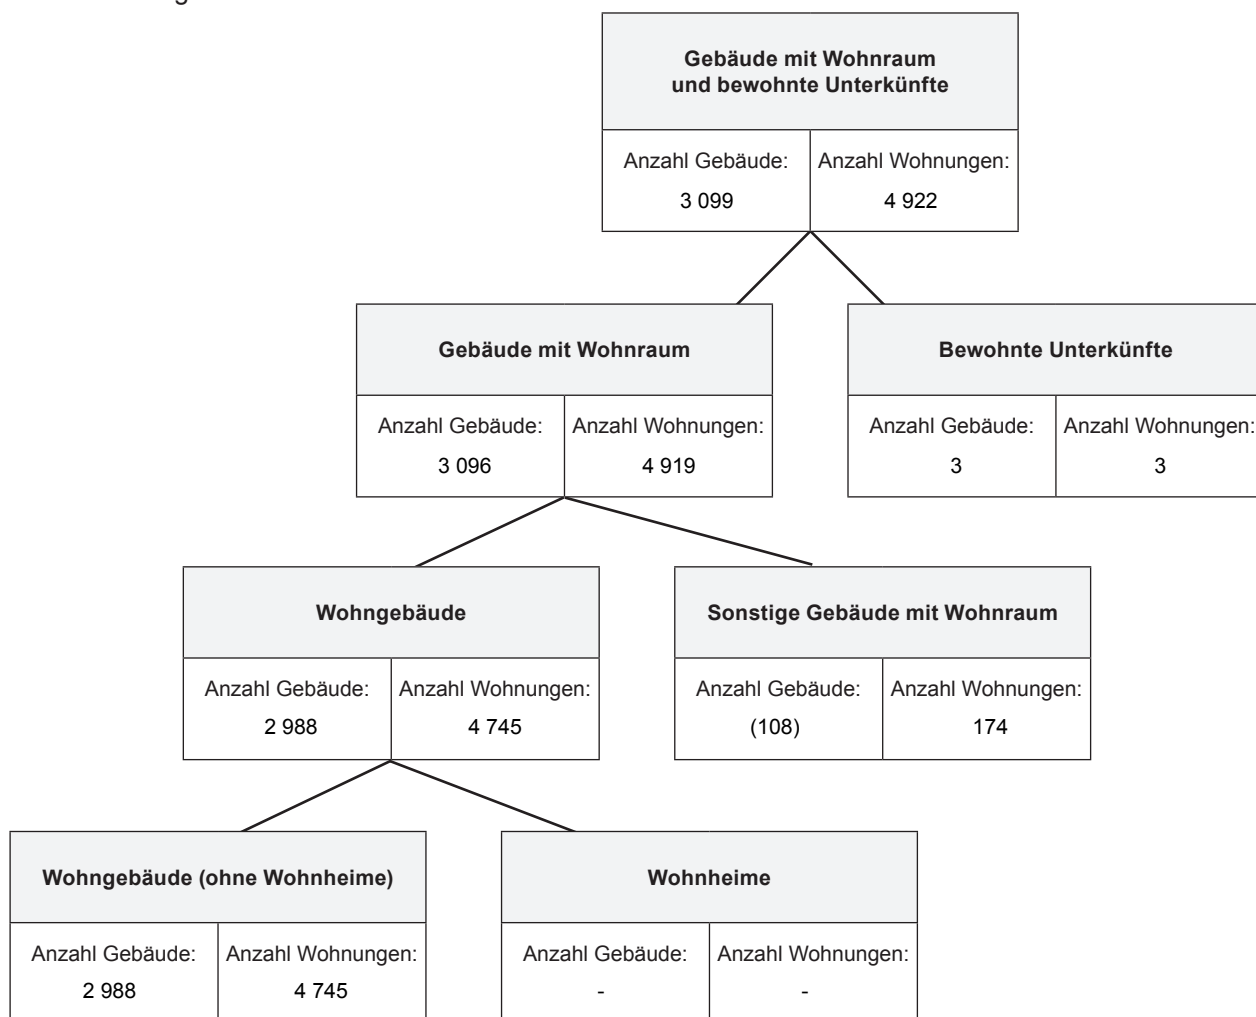 Gebäude mit Wohnraum
und bewohnte Unterkünfte
Anzahl Gebäude: Anzahl Wohnungen:
3 099 4 922
Gebäude mit Wohnraum
Anzahl Gebäude: Anzahl Wohnungen:
3 096 4 919
Bewohnte Unterkünfte
Anzahl Gebäude: Anzahl Wohnungen:
3 3
Wohngebäude
Anzahl Gebäude: Anzahl Wohnungen:
2 988 4 745
Sonstige Gebäude mit Wohnraum
Anzahl Gebäude: Anzahl Wohnungen:
(108) 174
Wohngebäude (ohne Wohnheime)
Anzahl Gebäude: Anzahl Wohnungen:
2 988 4 745
Wohnheime
Anzahl Gebäude: Anzahl Wohnungen:
- -